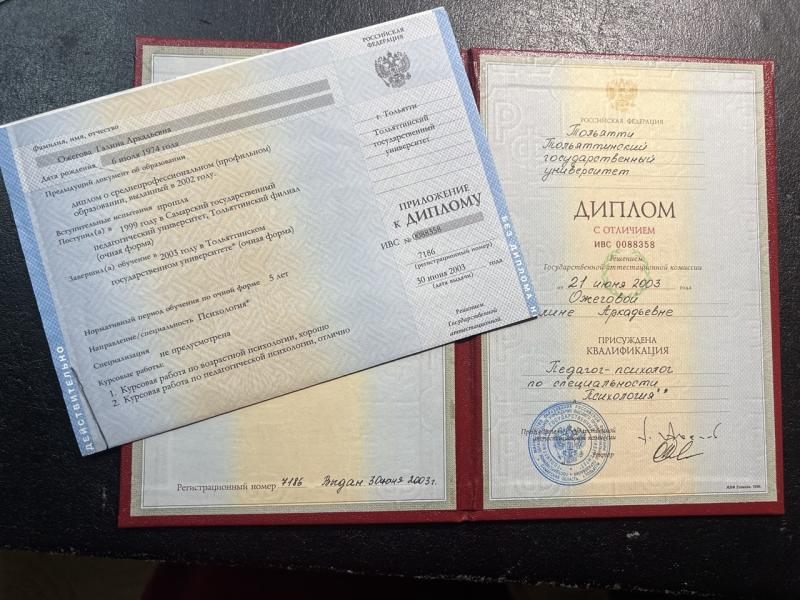 РОССИЙСКАЯ
ФЕДЕРАЦИЯ
Фамилия, имя, отчество
Ожегова Галина Аркадьевна
Дата рождения 6 июля 1974 года
Предыдущий документ об образовании
диплом о среднепрофессиональном (профильном)
образовании, выданный в 2002 году.
Вступительные испытания прошла
Поступил(а) в 1999 году в Самарский государственный
педагогический университет, Тольяттинский филиал
(очная форма)
Завершил(а) обучение в 2003 году в Тольяттинском
государственном университете* (очная форма)
Нормативный период обучения по очной форме 5 лет
Направление/специальность Психология*
Специализация не предусмотрена
Курсовые работы:
1. Курсовая работа по возрастной психологии, хорошо
2. Курсовая работа по педагогической психологии, отлично
г. Тольятти
Тольяттинский
государственный
университет
ПРИЛОЖЕНИЕ
к ДИПЛОМУ
ИВС № 0088358
7186
(регистрационный номер)
30 июня 2003 года
(дата выдачи)
Решением
Государственной
аттестационной
ДЕЙСТВИТЕЛЬНО
БЕЗ ДИПЛОМА Н
Регистрационный номер 7186 Выдан 30 июня 2003 г.
РОССИЙСКАЯ ФЕДЕРАЦИЯ
Тольятти
Тольяттинский
государственный
университет
ДИПЛОМ
С ОТЛИЧИЕМ
ИВС 0088358
Решением
Государственной аттестационной комиссии
от 21 июня 2003 года
Ожеговой
лине Аркадьевне
ПРИСУЖДЕНА
КВАЛИФИКАЦИЯ
Педагог-психолог
по специальности
Психология"